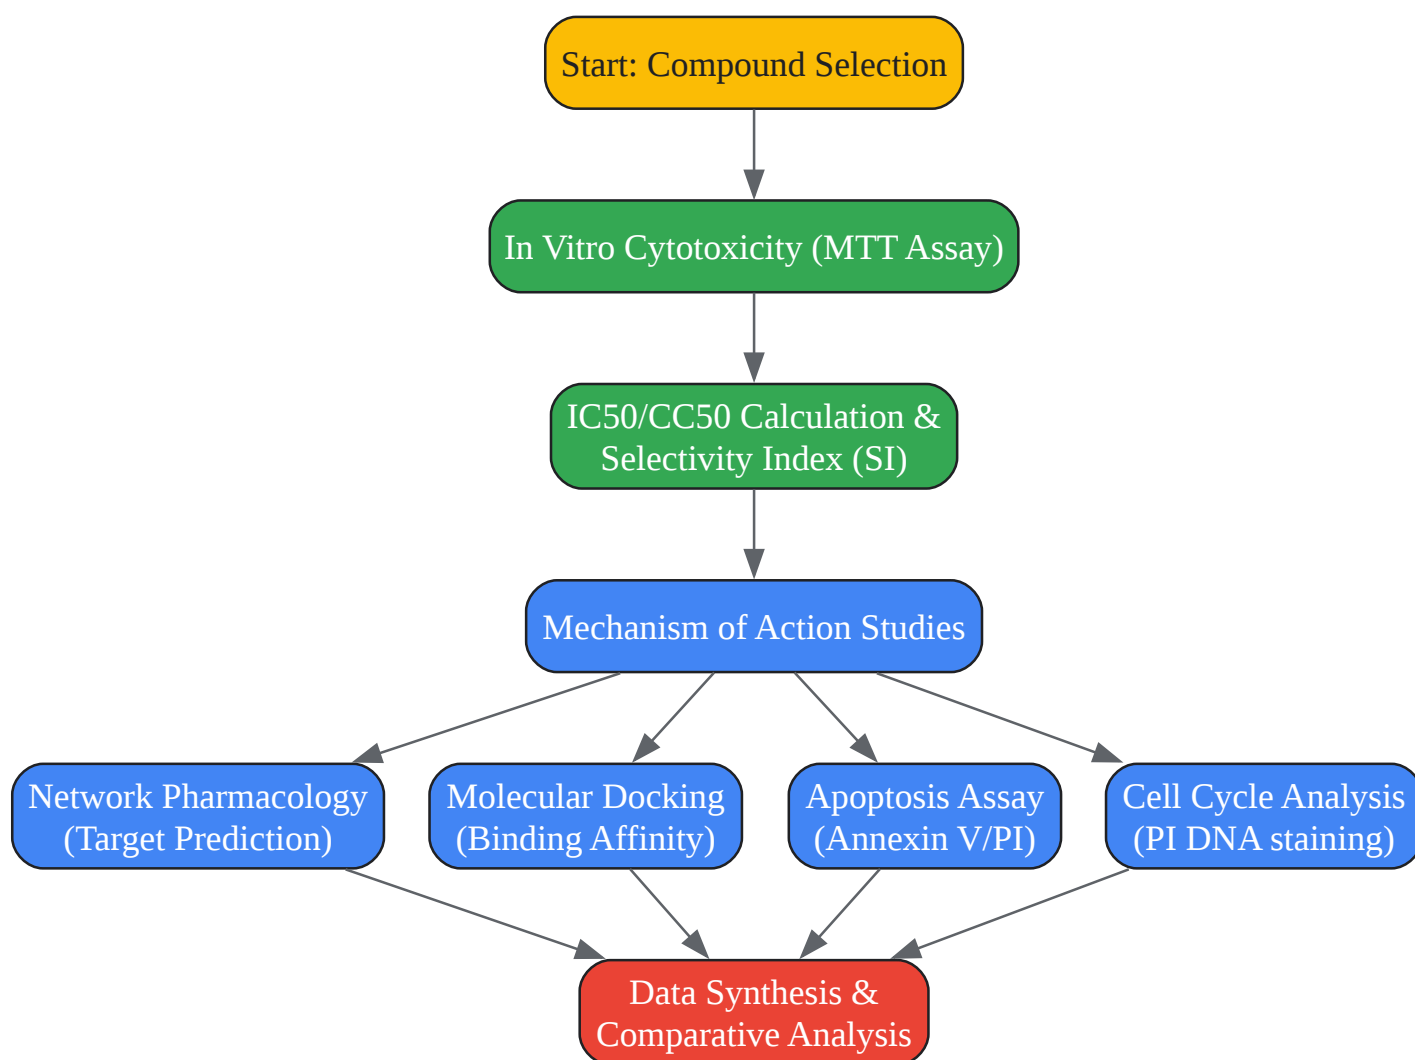 Start: Compound Selection
In Vitro Cytotoxicity (MTT Assay)
IC50/CC50 Calculation &
Selectivity Index (SI)
Mechanism of Action Studies
Network Pharmacology
(Target Prediction)
Molecular Docking
(Binding Affinity)
Apoptosis Assay
(Annexin V/PI)
Cell Cycle Analysis
(PI DNA staining)
Data Synthesis &
Comparative Analysis